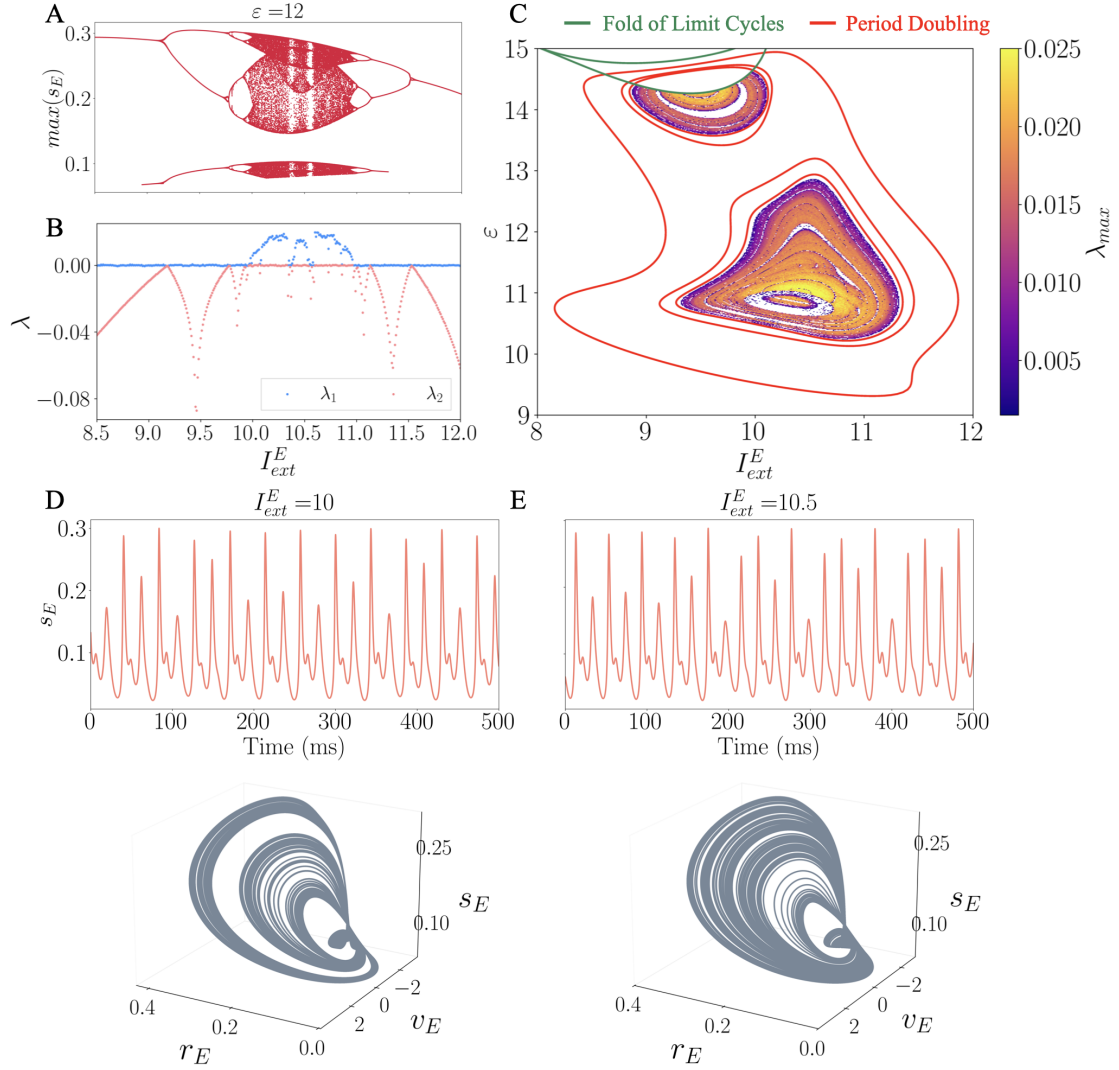 A
ε = 12
0.3
0.2
0.1
max(s_E)
B
0.00
−0.04
−0.08
λ
λ_1
λ_2
8.5 9.0 9.5 10.0 10.5 11.0 11.5 12.0
I_ext^E
C
Fold of Limit Cycles
Period Doubling
15
14
13
12
11
10
9
ε
8 9 10 11 12
I_ext^E
0.025
0.020
0.015
0.010
0.005
λ_max
D
I_ext^E =10
0.3
0.2
0.1
s_E
0 100 200 300 400 500
Time (ms)
E
I_ext^E =10.5
0 100 200 300 400 500
Time (ms)
0.25
0.10
s_E
−2
0
2
v_E
0.4
0.2
0.0
r_E
0.25
0.10
s_E
−2
0
2
v_E
0.4
0.2
0.0
r_E